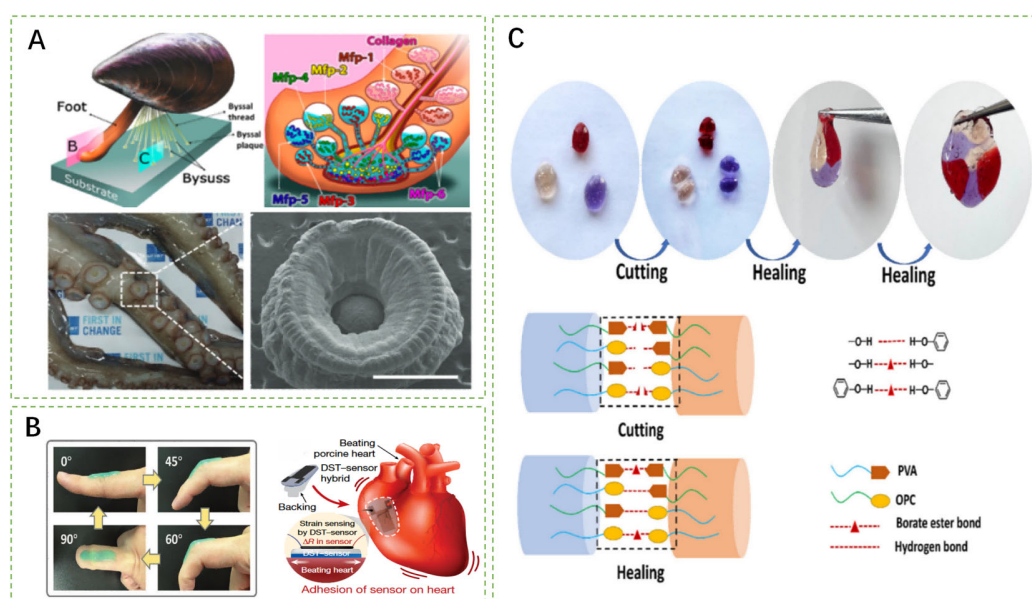 A
Foot
Byssal
thread
Byssal
plaque
B
C
Bysuss
Substrate
Collagen
Mfp-1
Mfp-2
Mfp-4
Mfp-5
Mfp-3
Mfp-6
FIRST IN
CHANGE
FIRST IN
B
0°
45°
90°
60°
Beating
porcine heart
DST–sensor
hybrid
Backing
Strain sensing
by DST–sensor
ΔR in sensor
DST–sensor
Beating heart
Adhesion of sensor on heart
C
Cutting
Healing
Healing
–O–H H–O–
–O–H H–O–
–O–H H–O–
Cutting
PVA
OPC
Borate ester bond
Hydrogen bond
Healing